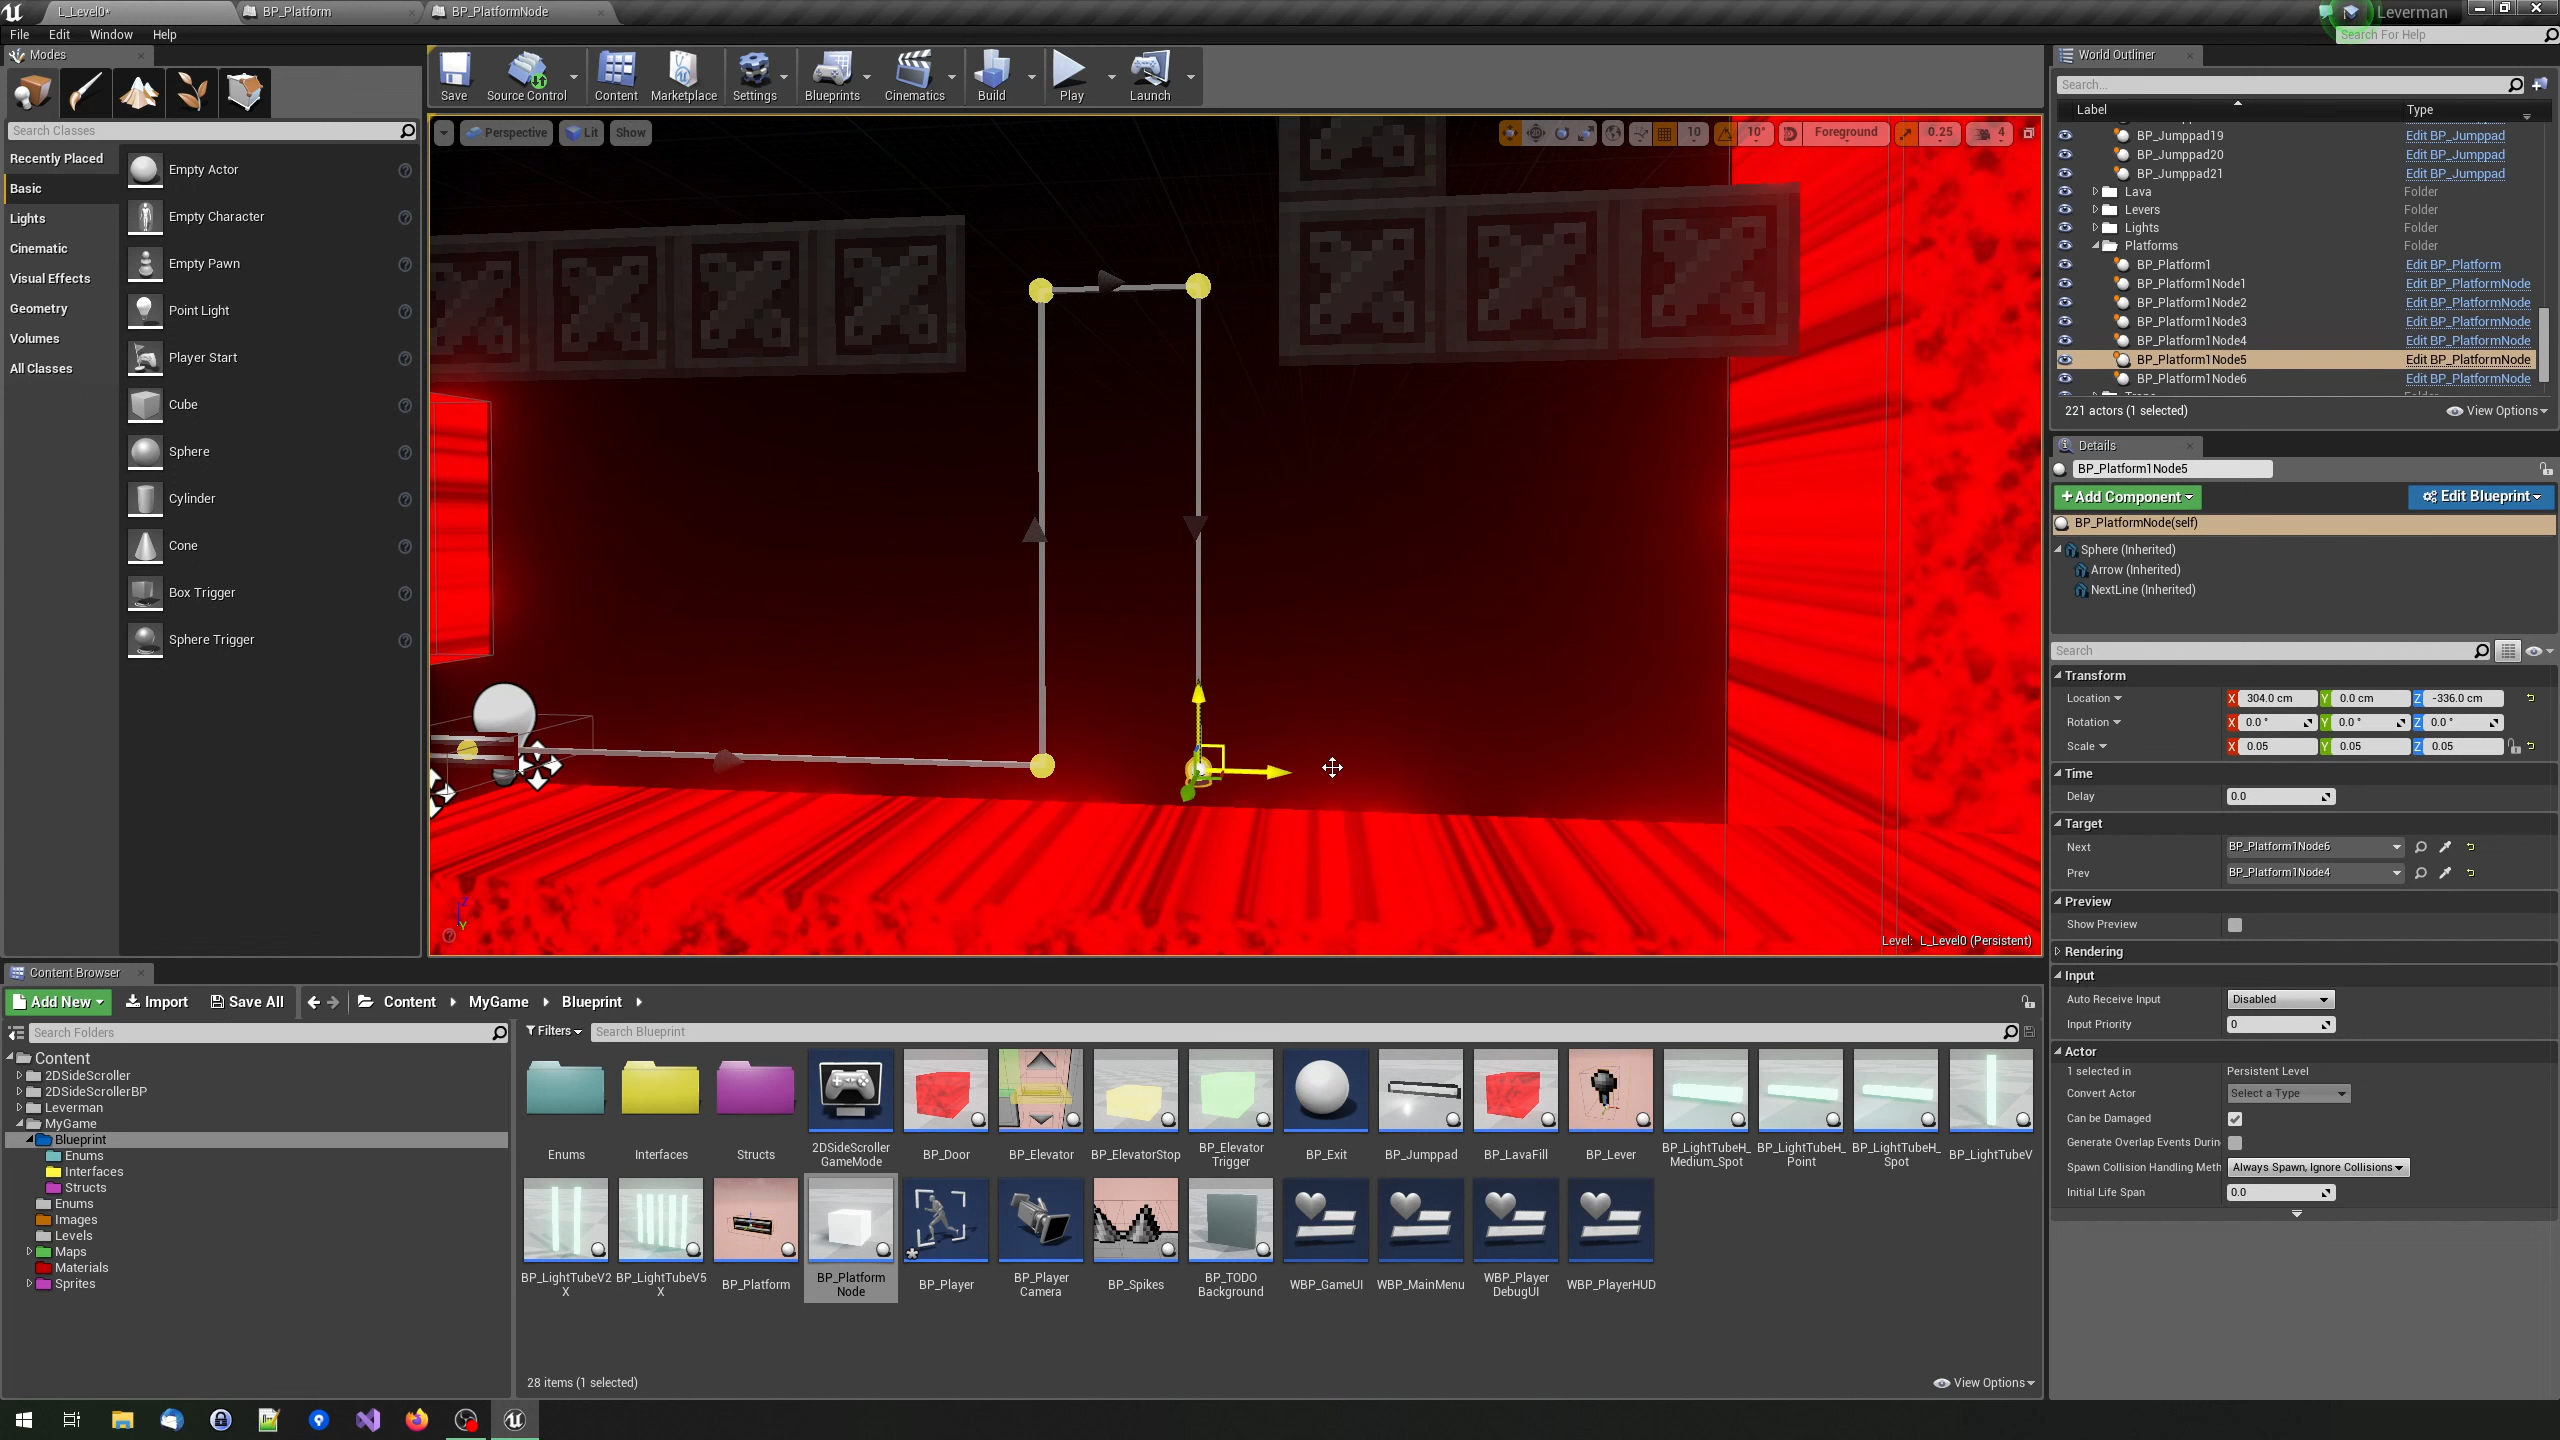 L_Level0*
BP_Platform
BP_PlatformNode
Leverman
File Edit Window Help
Search For Help
Modes
Search Classes
Recently Placed
Basic
Lights
Cinematic
Visual Effects
Geometry
Volumes
All Classes
Empty Actor
Empty Character
Empty Pawn
Point Light
Player Start
Cube
Sphere
Cylinder
Cone
Box Trigger
Sphere Trigger
Save
Source Control
Content
Marketplace
Settings
Blueprints
Cinematics
Build
Play
Launch
Perspective
Lit
Show
10
10°
Foreground
0.25
4
Level: L_Level0 (Persistent)
World Outliner
Search...
Label Type
BP_Jumppad19 Edit BP_Jumppad
BP_Jumppad20 Edit BP_Jumppad
BP_Jumppad21 Edit BP_Jumppad
Lava Folder
Levers Folder
Lights Folder
Platforms Folder
BP_Platform1 Edit BP_Platform
BP_Platform1Node1 Edit BP_PlatformNode
BP_Platform1Node2 Edit BP_PlatformNode
BP_Platform1Node3 Edit BP_PlatformNode
BP_Platform1Node4 Edit BP_PlatformNode
BP_Platform1Node5 Edit BP_PlatformNode
BP_Platform1Node6 Edit BP_PlatformNode
221 actors (1 selected) View Options
Details
BP_Platform1Node5
+Add Component Edit Blueprint
BP_PlatformNode(self)
Sphere (Inherited)
Arrow (Inherited)
NextLine (Inherited)
Search
Transform
Location X 304.0 cm Y 0.0 cm Z -336.0 cm
Rotation X 0.0 ° Y 0.0 ° Z 0.0 °
Scale X 0.05 Y 0.05 Z 0.05
Time
Delay 0.0
Target
Next BP_Platform1Node6
Prev BP_Platform1Node4
Preview
Show Preview
Rendering
Input
Auto Receive Input Disabled
Input Priority 0
Actor
1 selected in Persistent Level
Convert Actor Select a Type
Can be Damaged
Generate Overlap Events Durin
Spawn Collision Handling Meth Always Spawn, Ignore Collisions
Initial Life Span 0.0
Content Browser
Add New Import Save All Content MyGame Blueprint
Search Folders
Filters Search Blueprint
Content
2DSideScroller
2DSideScrollerBP
Leverman
MyGame
Blueprint
Enums
Interfaces
Structs
Enums
Images
Levels
Maps
Materials
Sprites
Enums
Interfaces
Structs
2DSideScroller
GameMode
BP_Door
BP_Elevator
BP_ElevatorStop
BP_Elevator
Trigger
BP_Exit
BP_Jumppad
BP_LavaFill
BP_Lever
BP_LightTubeH_
Medium_Spot
BP_LightTubeH_
Point
BP_LightTubeH_
Spot
BP_LightTubeV
BP_LightTubeV2
X
BP_LightTubeV5
X
BP_Platform
BP_Platform
Node
BP_Player
BP_Player
Camera
BP_Spikes
BP_TODO
Background
WBP_GameUI
WBP_MainMenu
WBP_Player
DebugUI
WBP_PlayerHUD
28 items (1 selected)
View Options